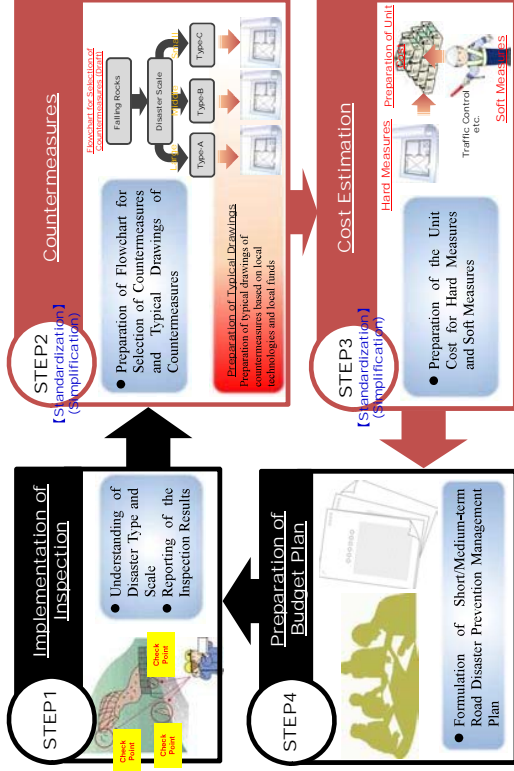 STEP1
Implementation of
Inspection
Check
Point
Check
Point
Check
Point
● Understanding of
Disaster Type and
Scale
● Reporting of the
Inspection Results
STEP2
Countermeasures
【Standardization】
(Simplification)
● Preparation of Flowchart for
Selection of Countermeasures
and Typical Drawings of
Countermeasures
Flowchart for Selection of
Countermeasures (Draft)
Falling Rocks
Disaster Scale
Type-A
Type-B
Type-C
Preparation of Typical Drawings
Preparation of typical drawings of
countermeasures based on local
technologies and local funds
STEP3
Cost Estimation
【Standardization】
(Simplification)
● Preparation of the Unit
Cost for Hard Measures
and Soft Measures
Hard Measures
Preparation of Unit
Traffic Control
etc.
Soft Measures
STEP4
Preparation of
Budget Plan
● Formulation of Short/Medium-term
Road Disaster Prevention Management
Plan